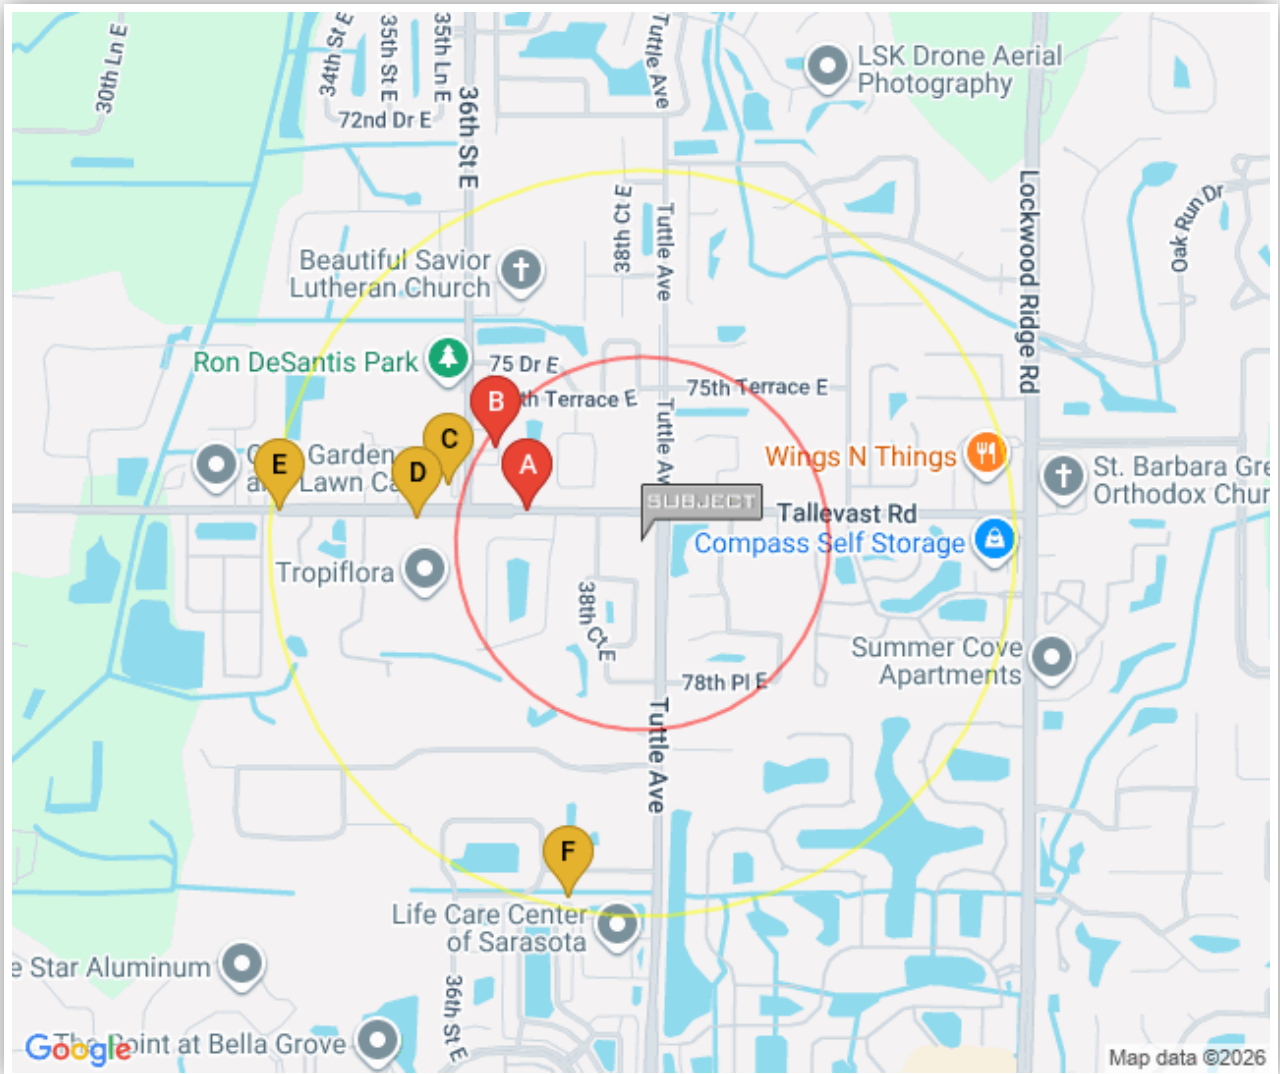 30th Ln E
34th St E
35th St E
35th Ln E
72nd Dr E
36th St E
Tuttle Ave
LSK Drone Aerial
Photography
Lockwood Ridge Rd
Oak Run Dr
38th Ct E
Tuttle Ave
Beautiful Savior
Lutheran Church
Ron DeSantis Park
75 Dr E
th Terrace E
75th Terrace E
B
Tuttle Av
C
A
D
E
Garden
Lawn Ca
Wings N Things
St. Barbara Gre
Orthodox Chur
SUBJECT
Tallevast Rd
Compass Self Storage
Tropiflora
38th Ct E
Summer Cove
Apartments
78th Pl E
Tuttle Ave
F
Life Care Center
of Sarasota
e Star Aluminum
36th St E
The Point at Bella Grove
Google
Map data ©2026